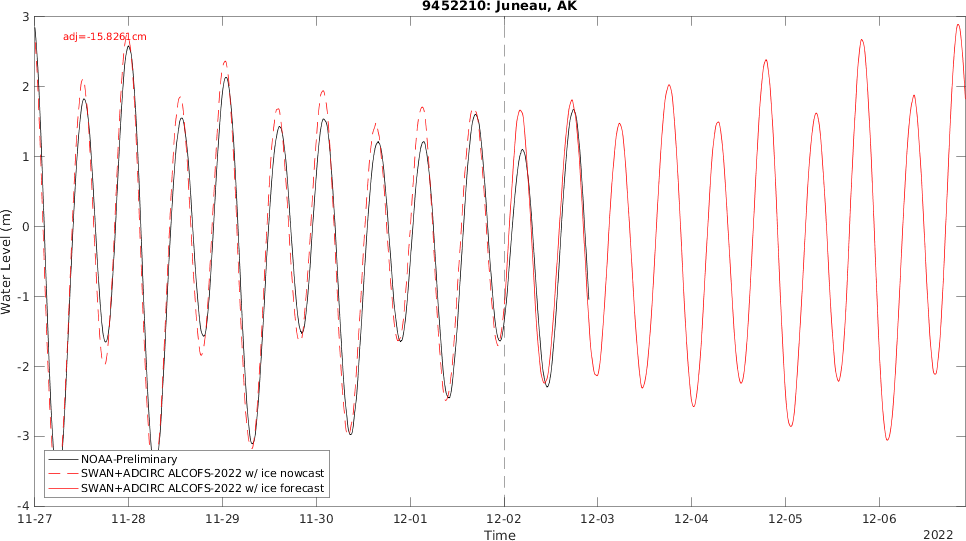 9452210: Juneau, AK
adj=-15.8261cm
Water Level (m)
3
2
1
0
-1
-2
-3
-4
NOAA-Preliminary
SWAN+ADCIRC ALCOFS-2022 w/ ice nowcast
SWAN+ADCIRC ALCOFS-2022 w/ ice forecast
11-27 11-28 11-29 11-30 12-01 12-02 12-03 12-04 12-05 12-06
Time
2022